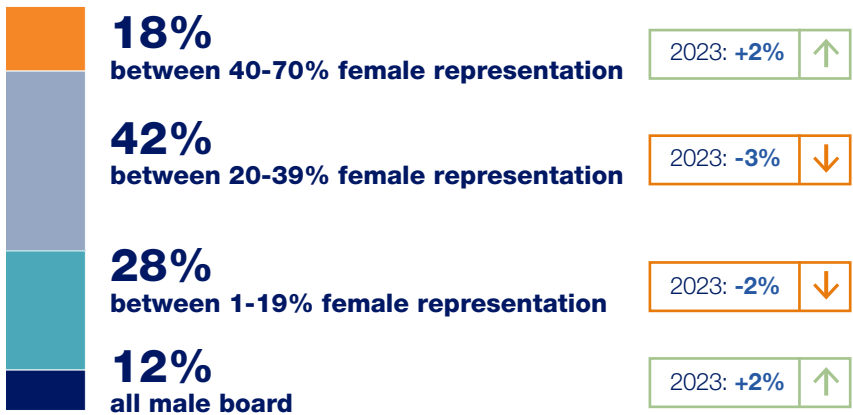 18%
between 40-70% female representation
2023: +2%
42%
between 20-39% female representation
2023: -3%
28%
between 1-19% female representation
2023: -2%
12%
all male board
2023: +2%